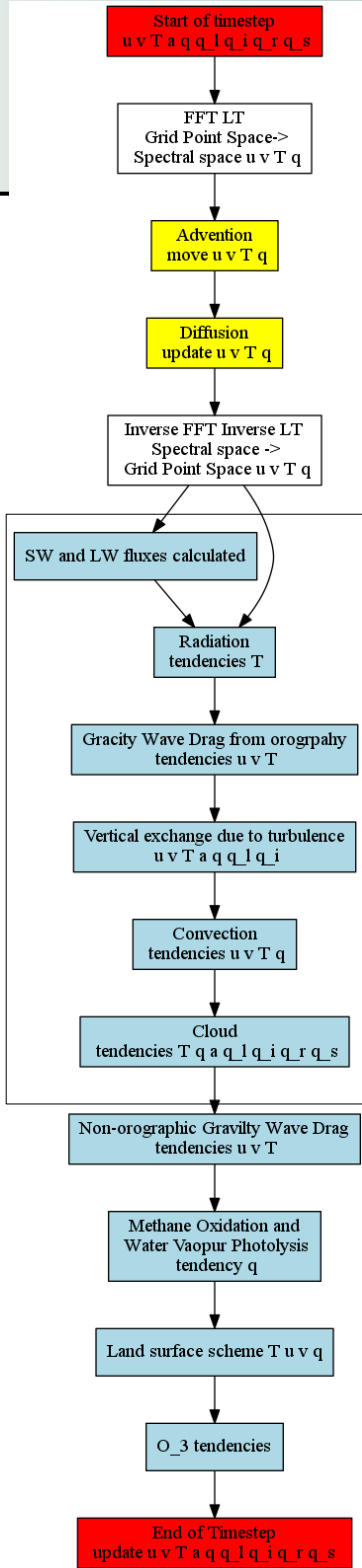 Start of timestep
u v T a q q_l q_i q_r q_s
FFT LT
Grid Point Space->
Spectral space u v T q
Advention
move u v T q
Diffusion
update u v T q
Inverse FFT Inverse LT
Spectral space ->
Grid Point Space u v T q
SW and LW fluxes calculated
Radiation
tendencies T
Gracity Wave Drag from orogrpahy
tendencies u v T
Vertical exchange due to turbulence
u v T a q q_l q_i
Convection
tendencies u v T q
Cloud
tendencies T q a q_l q_i q_r q_s
Non-orographic Gravilty Wave Drag
tendencies u v T
Methane Oxidation and
Water Vaopur Photolysis
tendency q
Land surface scheme T u v q
O_3 tendencies
End of Timestep
update u v T a q q_l q_i q_r q_s